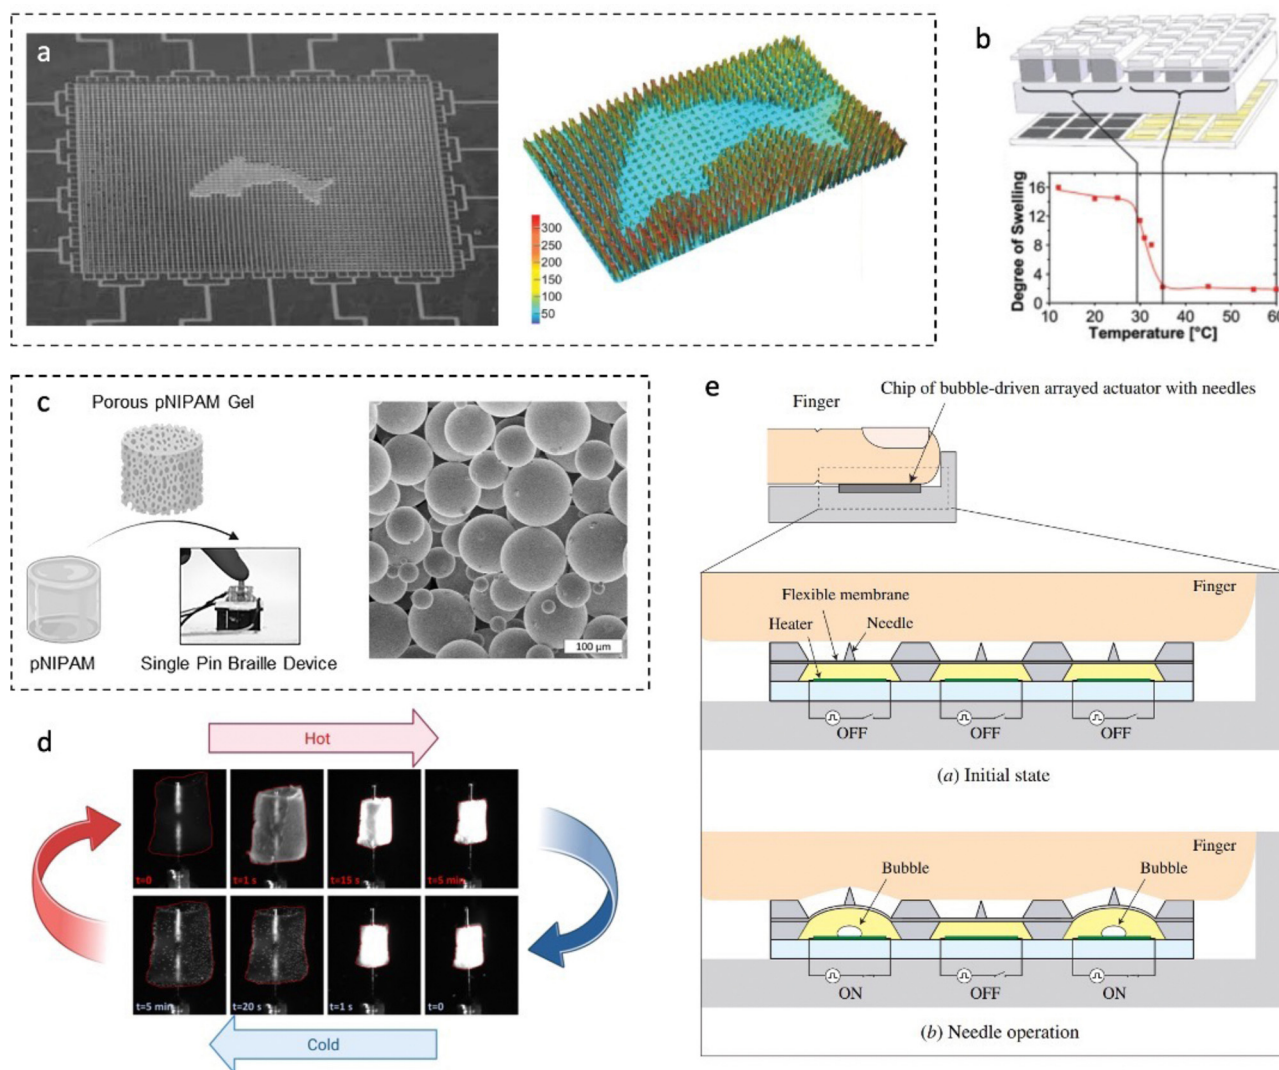 a
300
250
200
150
100
50
b
Degree of Swelling
16
12
8
4
0
10 20 30 40 50 60
Temperature [°C]
c
Porous pNIPAM Gel
pNIPAM
Single Pin Braille Device
100 µm
d
Hot
t=0 t=1 s t=15 s t=5 min
t=5 min t=20 s t=1 s t=0
Cold
e
Chip of bubble-driven arrayed actuator with needles
Finger
Finger
Flexible membrane
Heater
Needle
OFF OFF OFF
(a) Initial state
Finger
Bubble Bubble
ON OFF ON
(b) Needle operation